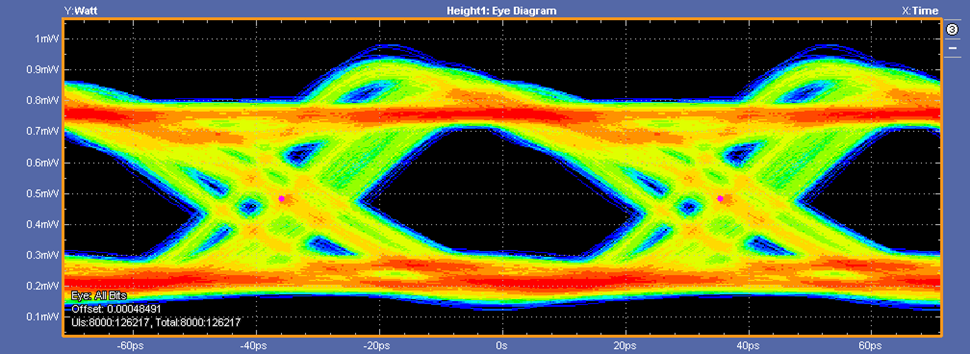 Y:Watt Height1: Eye Diagram X:Time
3
1mW
0.9mW
0.8mW
0.7mW
0.6mW
0.5mW
0.4mW
0.3mW
0.2mW
Eye: All Bits
Offset: 0.00048491
0.1mW
UIs:8000:126217, Total:8000:126217
-60ps -40ps -20ps 0s 20ps 40ps 60ps